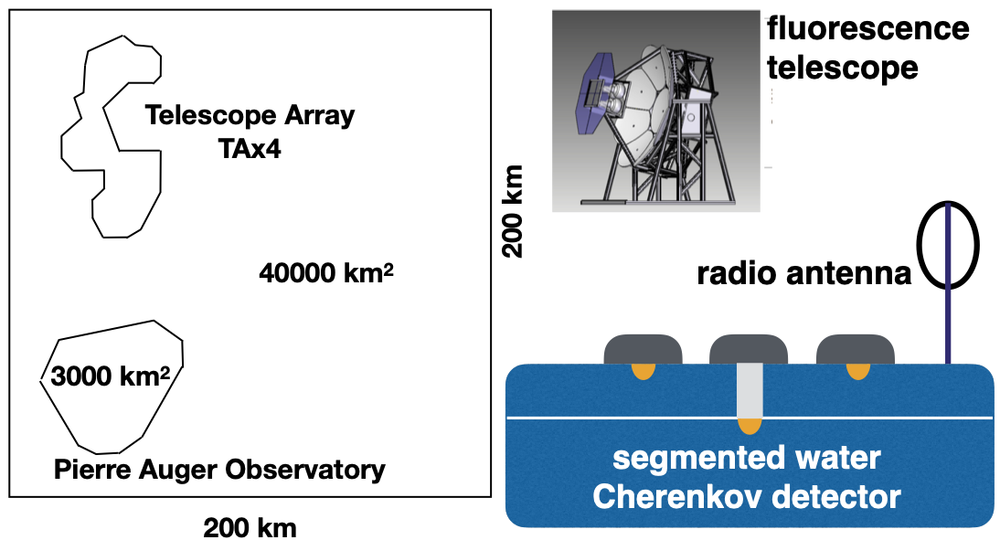 Telescope Array
TAx4
40000 km²
3000 km²
Pierre Auger Observatory
200 km
200 km
fluorescence
telescope
radio antenna
segmented water
Cherenkov detector